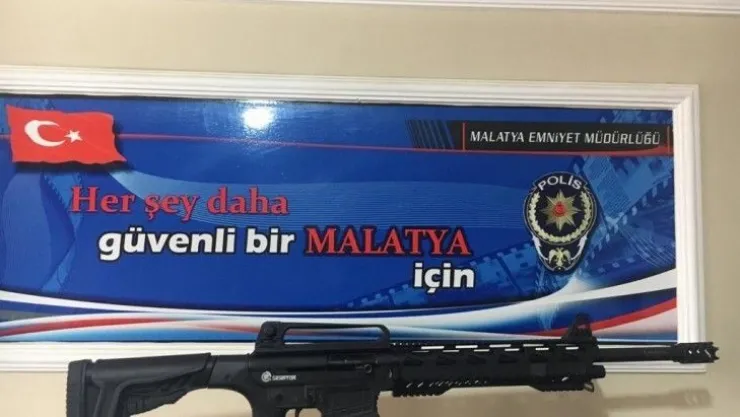 MALATYA EMNİYET MÜDÜRLÜĞÜ
POLİS
Her şey daha
güvenli bir MALATYA
için